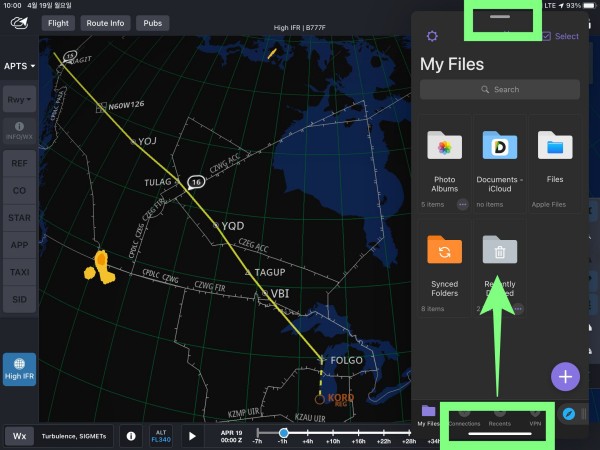 10:00 4월 19일 월요일
LTE 93%
Flight Route Info Pubs
High IFR | B777F
Select
APTS
My Files
Rwy
Search
INFO/WX
15
N60W126
REF
YOJ
CZWG ACC
Photo Albums
Documents - iCloud
Files
CO
TULAG
16
5 items
no items
Apple Files
STAR
CPDLC CZEG
CZEG FIR
YQD
APP
CZEG ACC
TAXI
CPDLC CZWG
CZWG FIR
TAGUP
Synced Folders
Recently
SID
VBI
8 items
2
FOLGO
High IFR
KORD
REG
KZMP UIR
KZAU UIR
My Files
Connections
Recents
VPN
Wx
Turbulence, SIGMETs
ALT
FL340
APR 19
00:00 Z
-7h
-1h
+4h
+10h
+16h
+22h
+28h
+34h